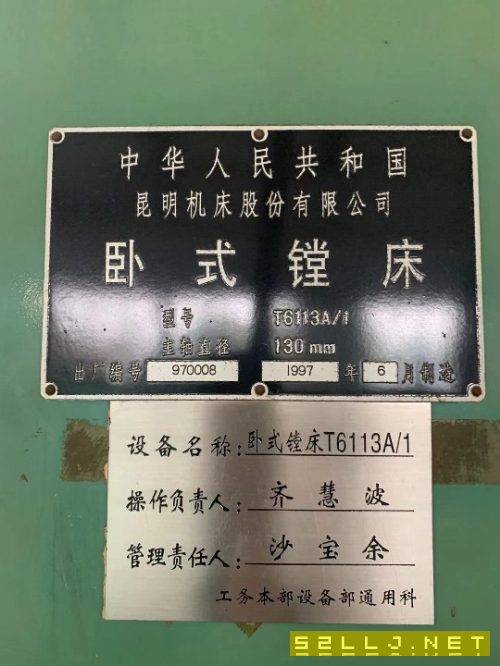 中华人民共和国
昆明机床股份有限公司
卧式镗床
型号 T6113A/1
主轴直径 130mm
出厂编号 970008 1997 年 6 月制造
设备名称:卧式镗床T6113A/1
操作负责人: 齐慧波
管理责任人: 沙宝余
工务本部设备部通用科
52LLJ.NET